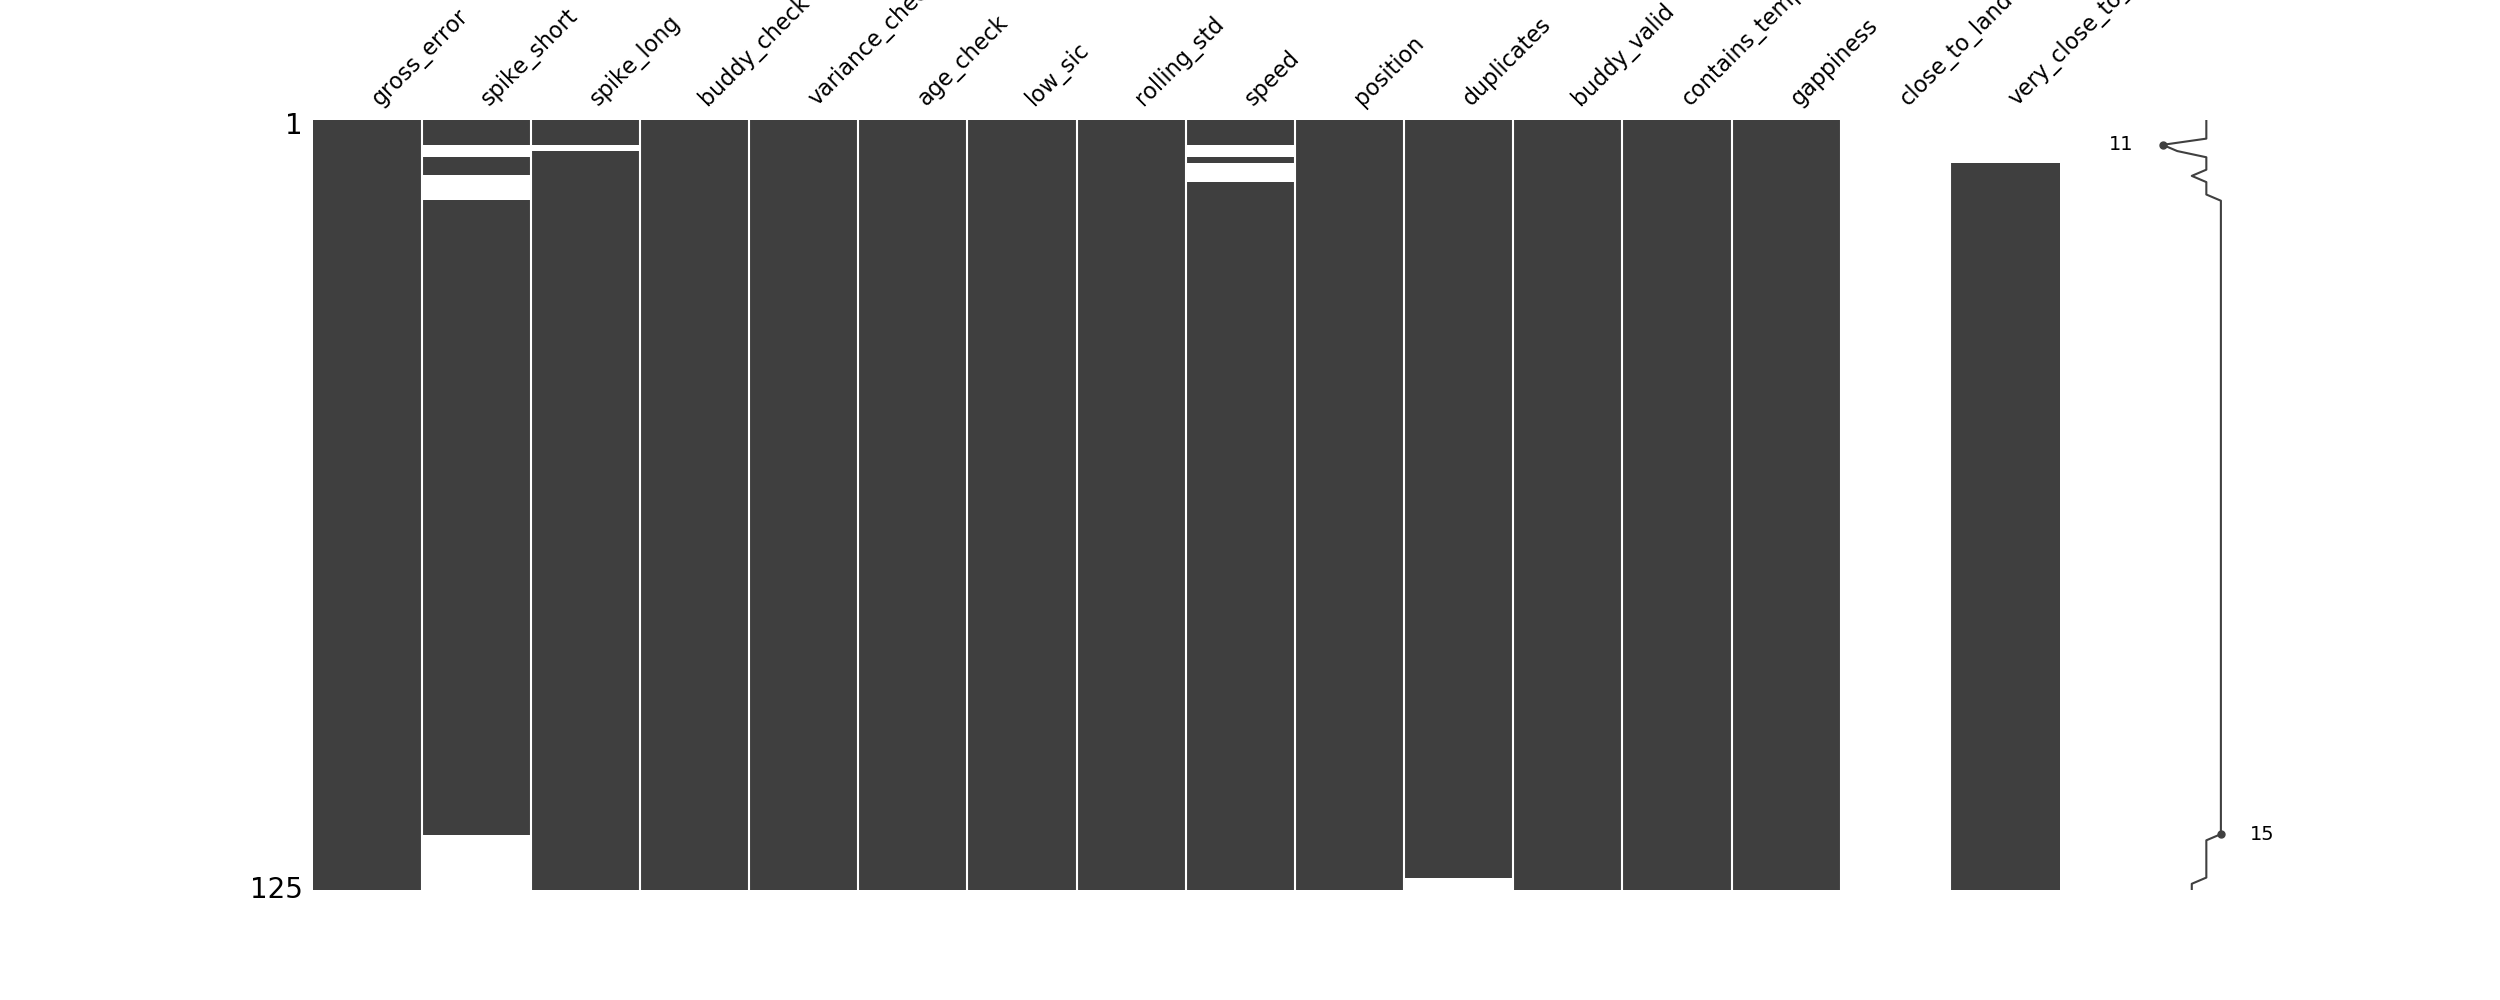 gross_error
spike_short
spike_long
buddy_check
variance_che
age_check
low_sic
rolling_std
speed
position
duplicates
buddy_valid
contains_temp
gappiness
close_to_land
very_close_to_
1
11
15
125